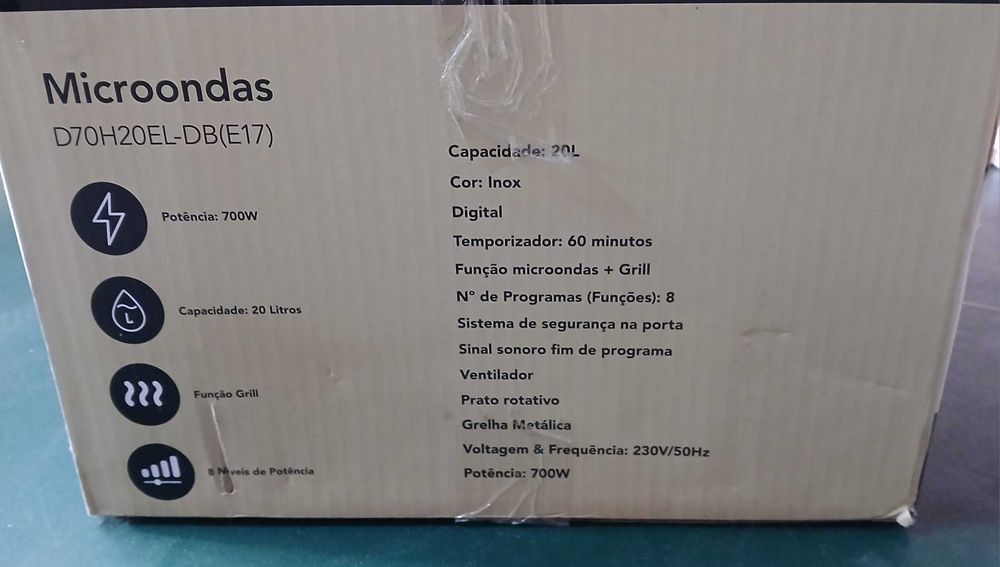 Microondas
D70H20EL-DB(E17)
Potência: 700W
Capacidade: 20 Litros
Função Grill
8 Níveis de Potência
Capacidade: 20L
Cor: Inox
Digital
Temporizador: 60 minutos
Função microondas + Grill
Nº de Programas (Funções): 8
Sistema de segurança na porta
Sinal sonoro fim de programa
Ventilador
Prato rotativo
Grelha Metálica
Voltagem & Frequência: 230V/50Hz
Potência: 700W